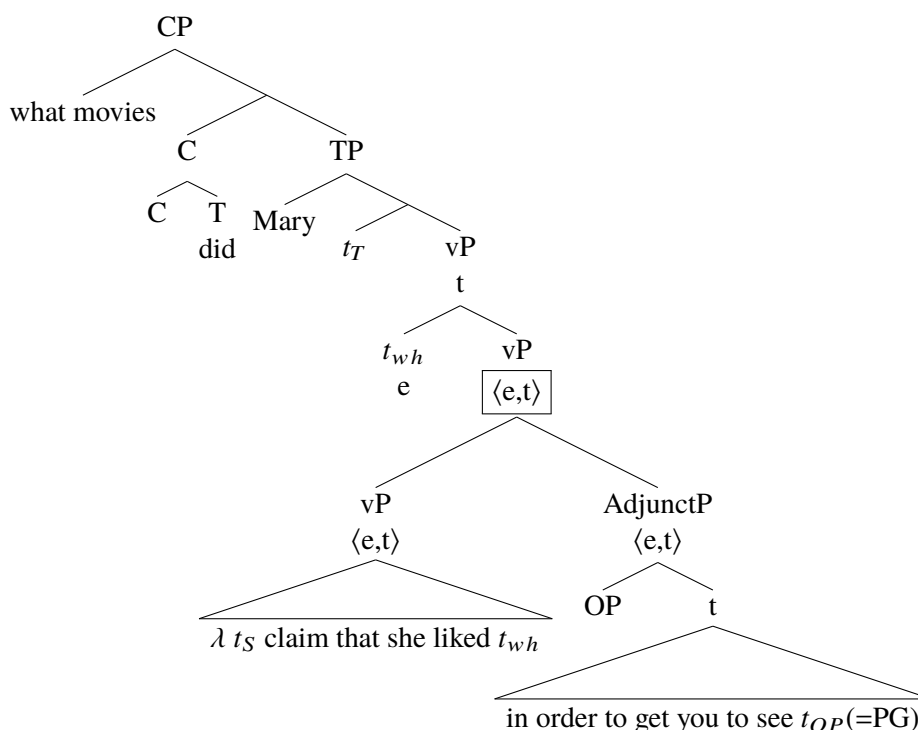 CP
what movies
C TP
C T Mary
did t_T vP
t
t_wh vP
e ⟨e,t⟩
vP AdjunctP
⟨e,t⟩ ⟨e,t⟩
OP t
λ t_S claim that she liked t_wh
in order to get you to see t_OP(=PG)